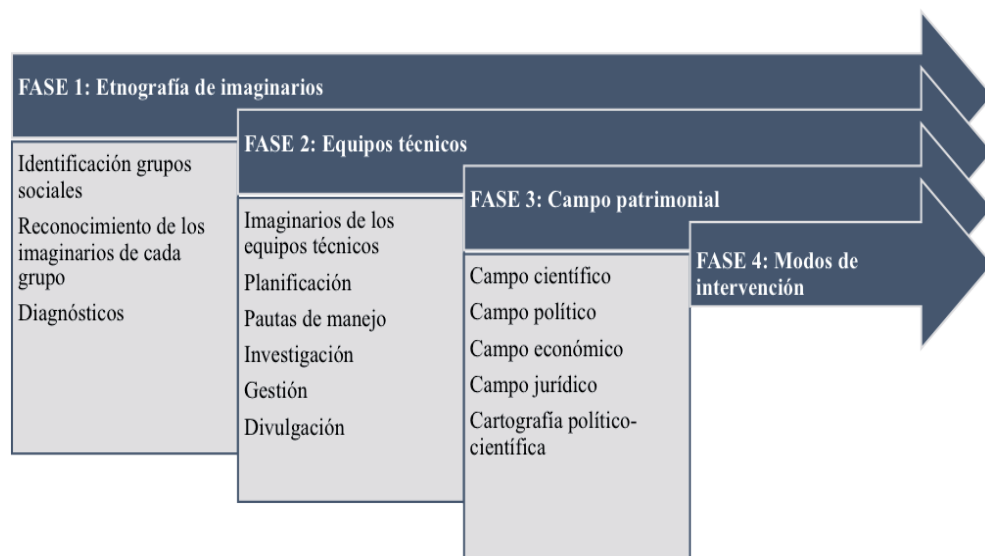 FASE 1: Etnografía de imaginarios
Identificación grupos
sociales
Reconocimiento de los
imaginarios de cada
grupo
Diagnósticos
FASE 2: Equipos técnicos
Imaginarios de los
equipos técnicos
Planificación
Pautas de manejo
Investigación
Gestión
Divulgación
FASE 3: Campo patrimonial
Campo científico
Campo político
Campo económico
Campo jurídico
Cartografía político-
científica
FASE 4: Modos de
intervención